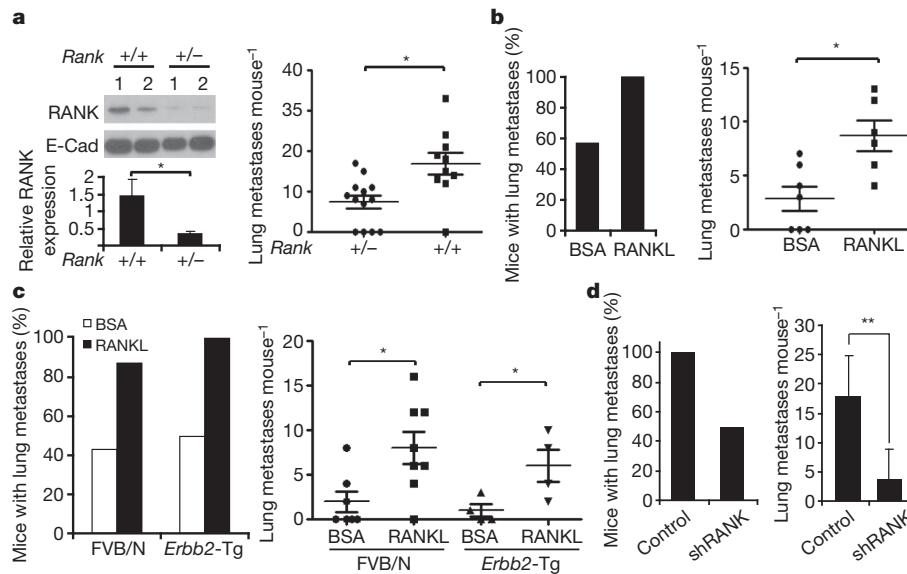 a
Rank +/+ +/−
1 2 1 2
RANK
E-Cad
*
Relative RANK expression
2
1.5
1
0.5
0
Rank +/+ +/−
Lung metastases mouse⁻¹
40
35
20
10
0
*
Rank +/− +/+
b
Mice with lung metastases (%)
100
80
60
40
20
0
BSA RANKL
Lung metastases mouse⁻¹
15
10
5
0
*
BSA RANKL
c
BSA
RANKL
Mice with lung metastases (%)
100
80
60
40
20
0
FVB/N Erbb2-Tg
Lung metastases mouse⁻¹
20
15
10
5
0
* *
BSA RANKL BSA RANKL
FVB/N Erbb2-Tg
d
Mice with lung metastases (%)
100
80
60
40
20
0
Control shRANK
Lung metastases mouse⁻¹
30
25
20
15
10
5
0
**
Control shRANK